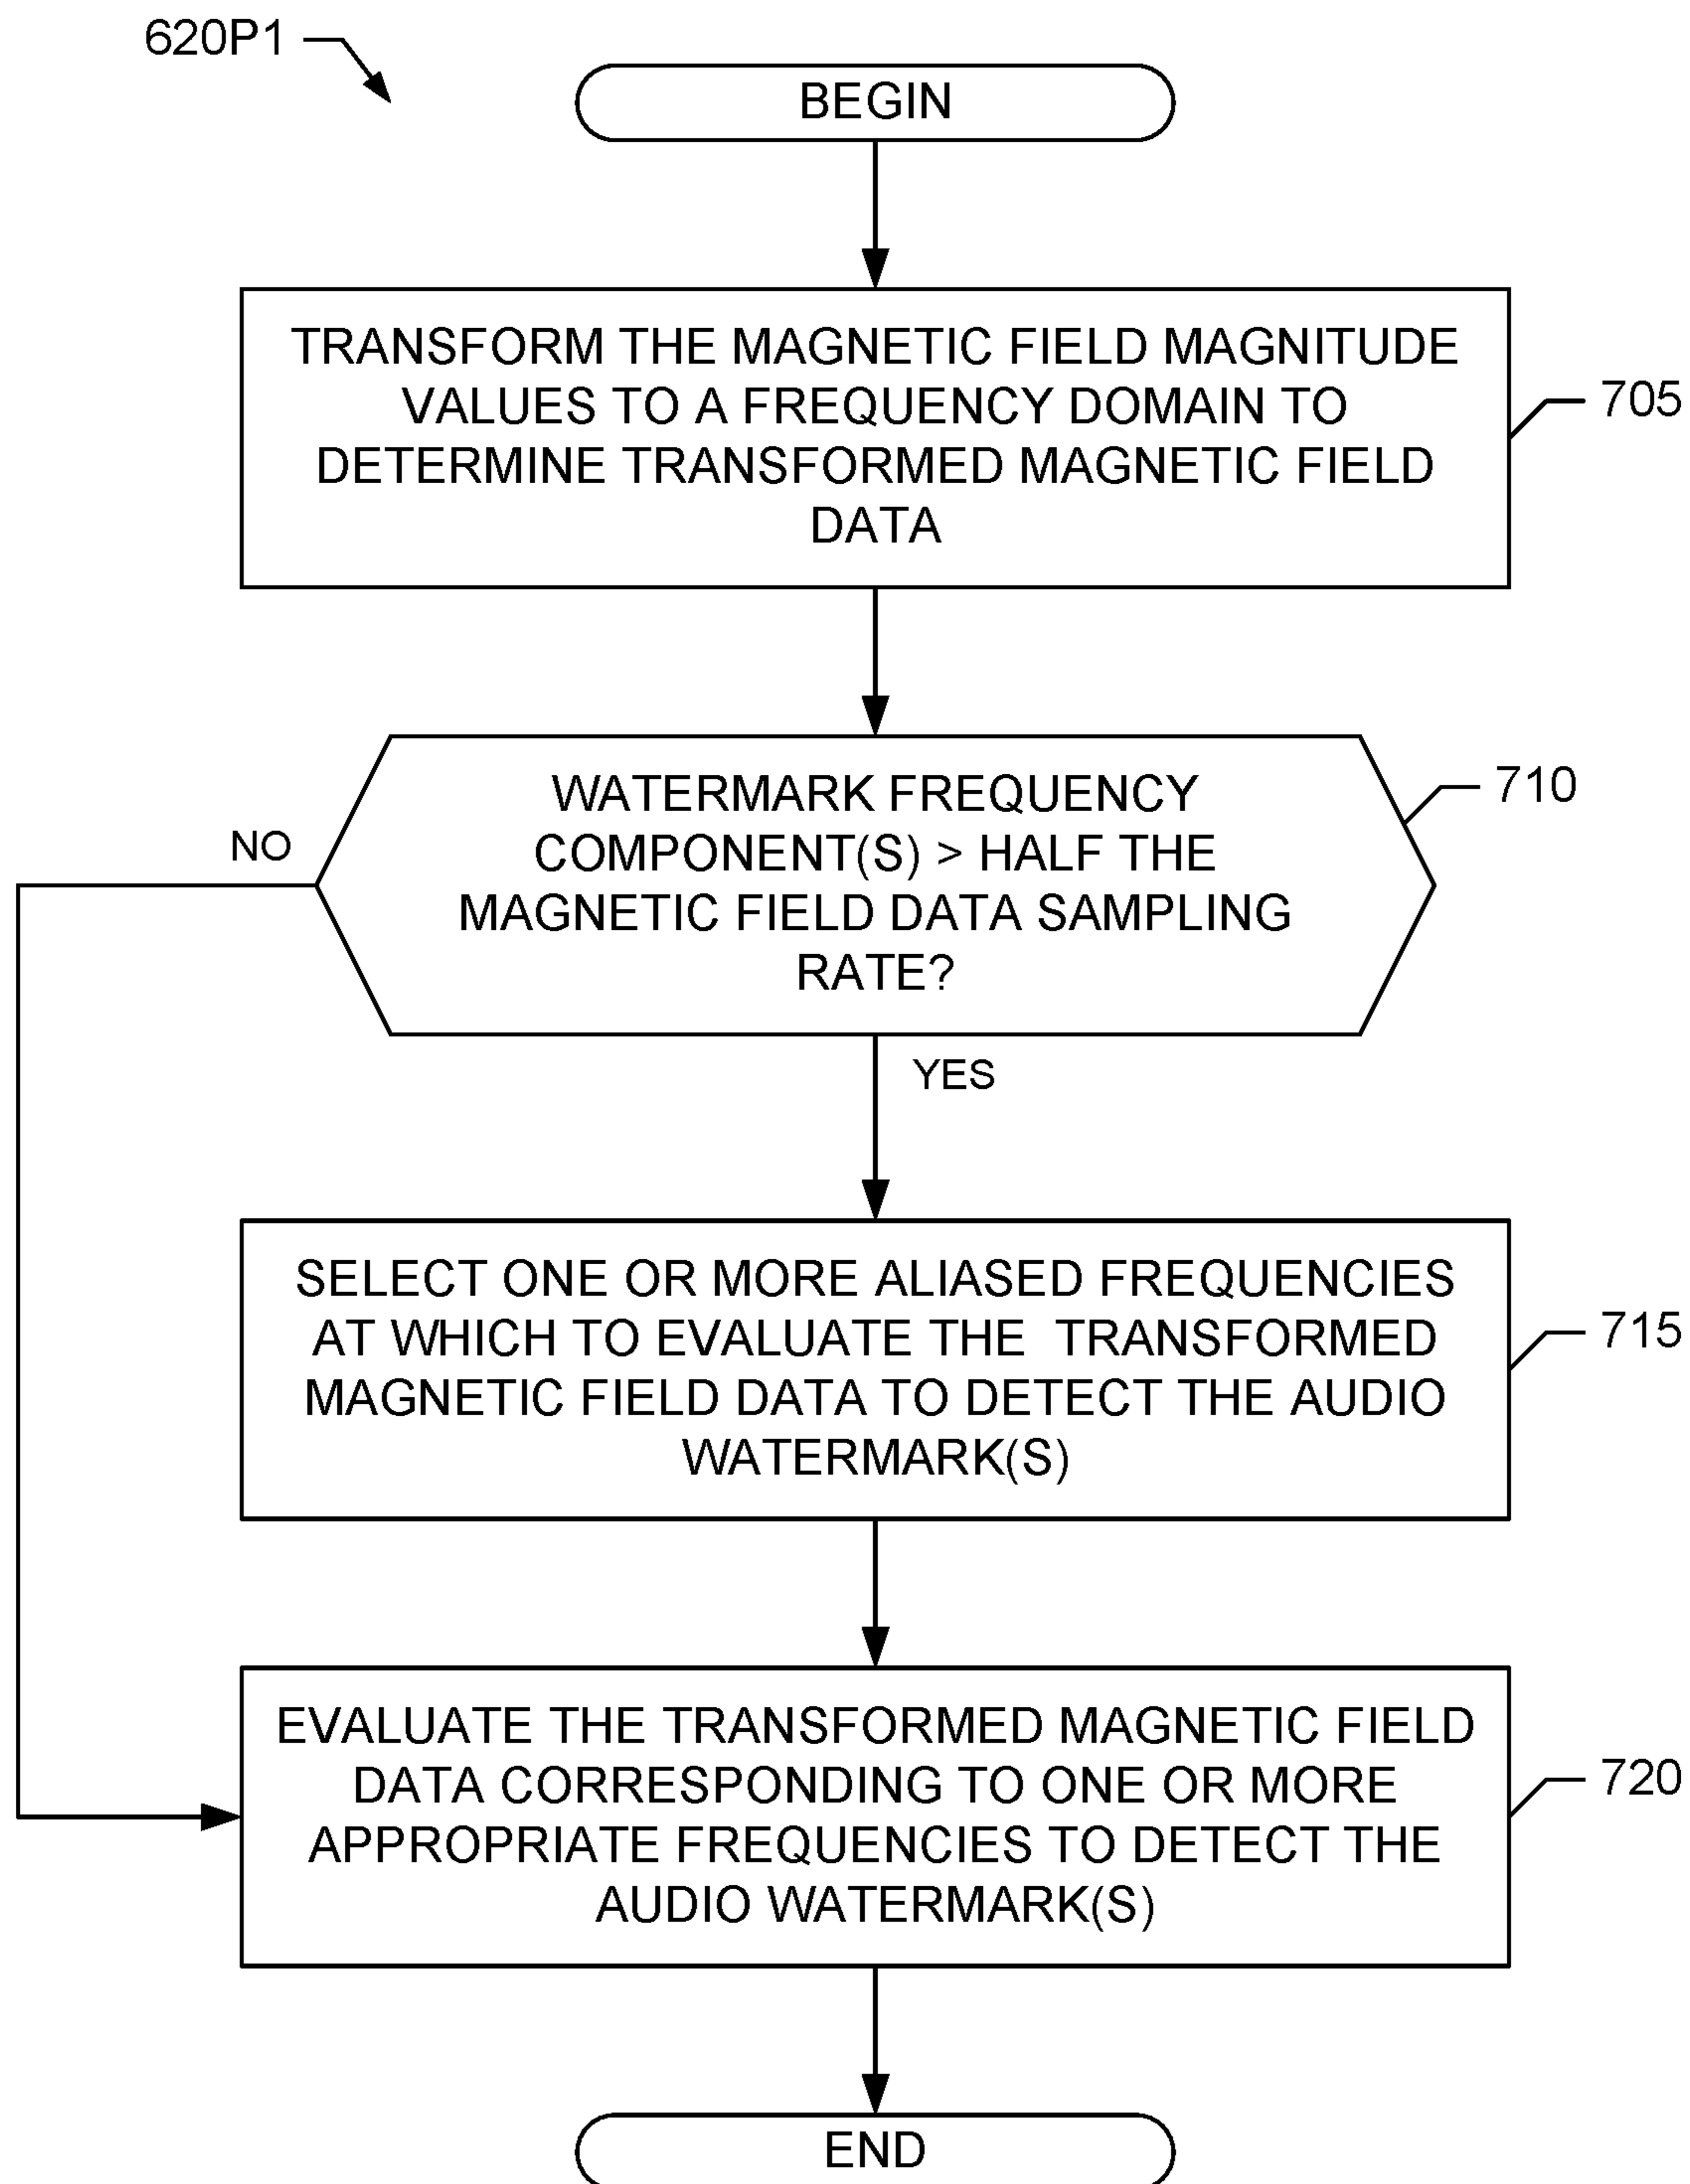 620P1
BEGIN
TRANSFORM THE MAGNETIC FIELD MAGNITUDE
VALUES TO A FREQUENCY DOMAIN TO
DETERMINE TRANSFORMED MAGNETIC FIELD
DATA
705
WATERMARK FREQUENCY
COMPONENT(S) > HALF THE
MAGNETIC FIELD DATA SAMPLING
RATE?
710
NO
YES
SELECT ONE OR MORE ALIASED FREQUENCIES
AT WHICH TO EVALUATE THE TRANSFORMED
MAGNETIC FIELD DATA TO DETECT THE AUDIO
WATERMARK(S)
715
EVALUATE THE TRANSFORMED MAGNETIC FIELD
DATA CORRESPONDING TO ONE OR MORE
APPROPRIATE FREQUENCIES TO DETECT THE
AUDIO WATERMARK(S)
720
END